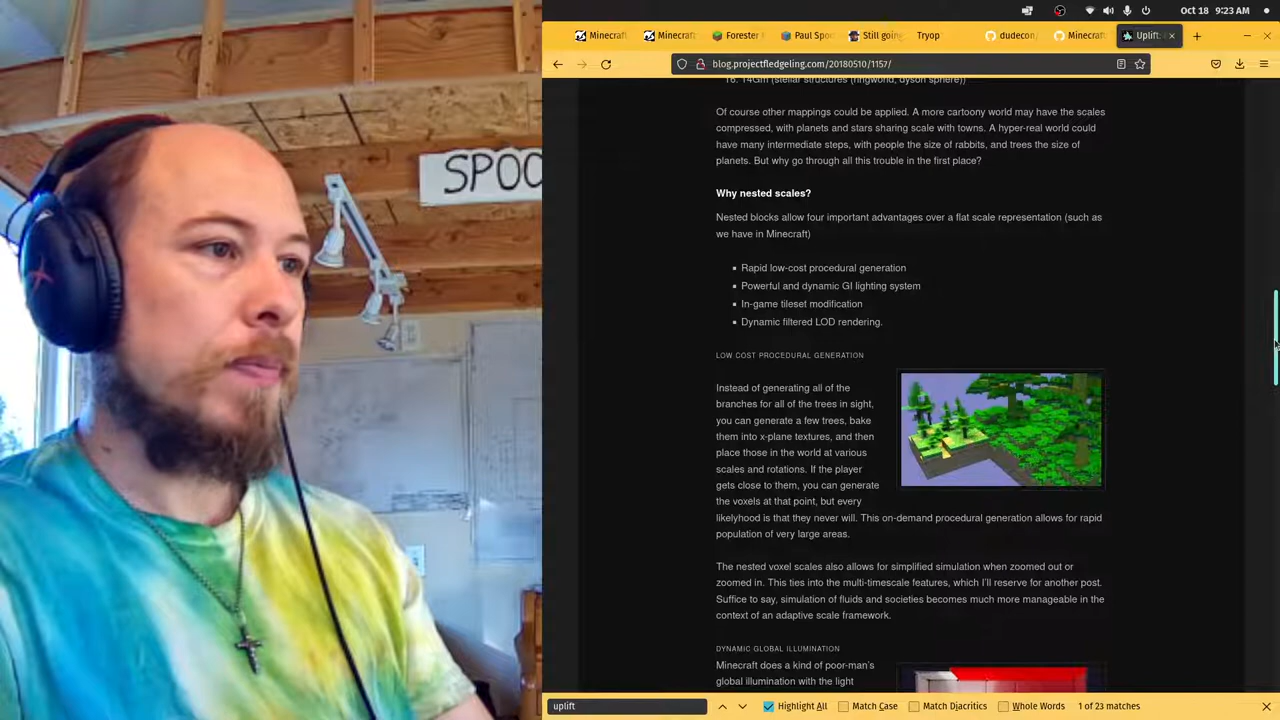 SPOO
Oct 18 9:23 AM
Minecraft
Minecraft
Forester
Paul Spoo
Still going
Tryop
dudecon/
Minecraft
Uplift:
blog.projectfledgeling.com/20180510/1157/
16. 14Gm (stellar structures (ringworld, dyson sphere))
Of course other mappings could be applied. A more cartoony world may have the scales
compressed, with planets and stars sharing scale with towns. A hyper-real world could
have many intermediate steps, with people the size of rabbits, and trees the size of
planets. But why go through all this trouble in the first place?
Why nested scales?
Nested blocks allow four important advantages over a flat scale representation (such as
we have in Minecraft)
Rapid low-cost procedural generation
Powerful and dynamic GI lighting system
In-game tileset modification
Dynamic filtered LOD rendering.
LOW COST PROCEDURAL GENERATION
Instead of generating all of the
branches for all of the trees in sight,
you can generate a few trees, bake
them into x-plane textures, and then
place those in the world at various
scales and rotations. If the player
gets close to them, you can generate
the voxels at that point, but every
likelyhood is that they never will. This on-demand procedural generation allows for rapid
population of very large areas.
The nested voxel scales also allows for simplified simulation when zoomed out or
zoomed in. This ties into the multi-timescale features, which I'll reserve for another post.
Suffice to say, simulation of fluids and societies becomes much more manageable in the
context of an adaptive scale framework.
DYNAMIC GLOBAL ILLUMINATION
Minecraft does a kind of poor-man's
global illumination with the light
uplift
Highlight All
Match Case
Match Diacritics
Whole Words
1 of 23 matches